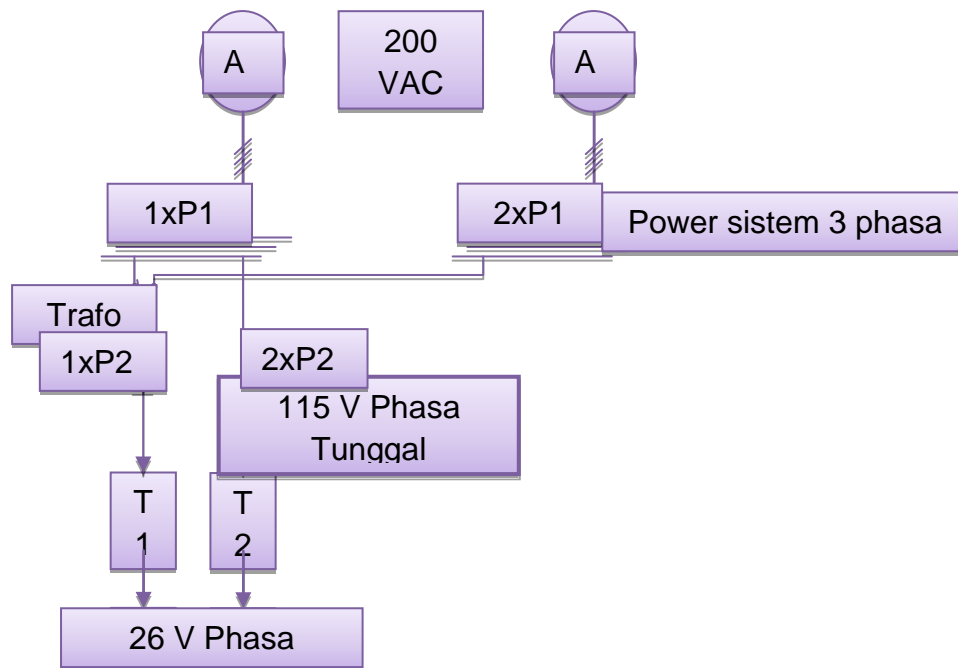 A
200
VAC
A
1xP1
2xP1
Power sistem 3 phasa
Trafo
1xP2
2xP2
115 V Phasa
Tunggal
T
1
T
2
26 V Phasa